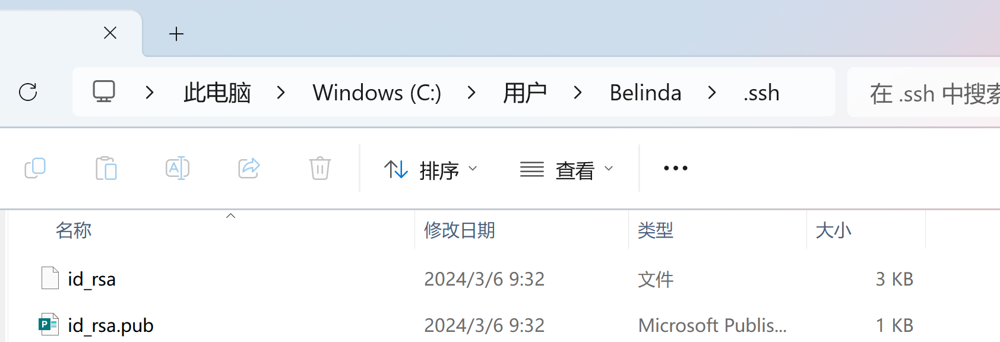 此电脑 > Windows (C:) > 用户 > Belinda > .ssh
在 .ssh 中搜索
排序 查看
名称 修改日期 类型 大小
id_rsa 2024/3/6 9:32 文件 3 KB
id_rsa.pub 2024/3/6 9:32 Microsoft Publis... 1 KB